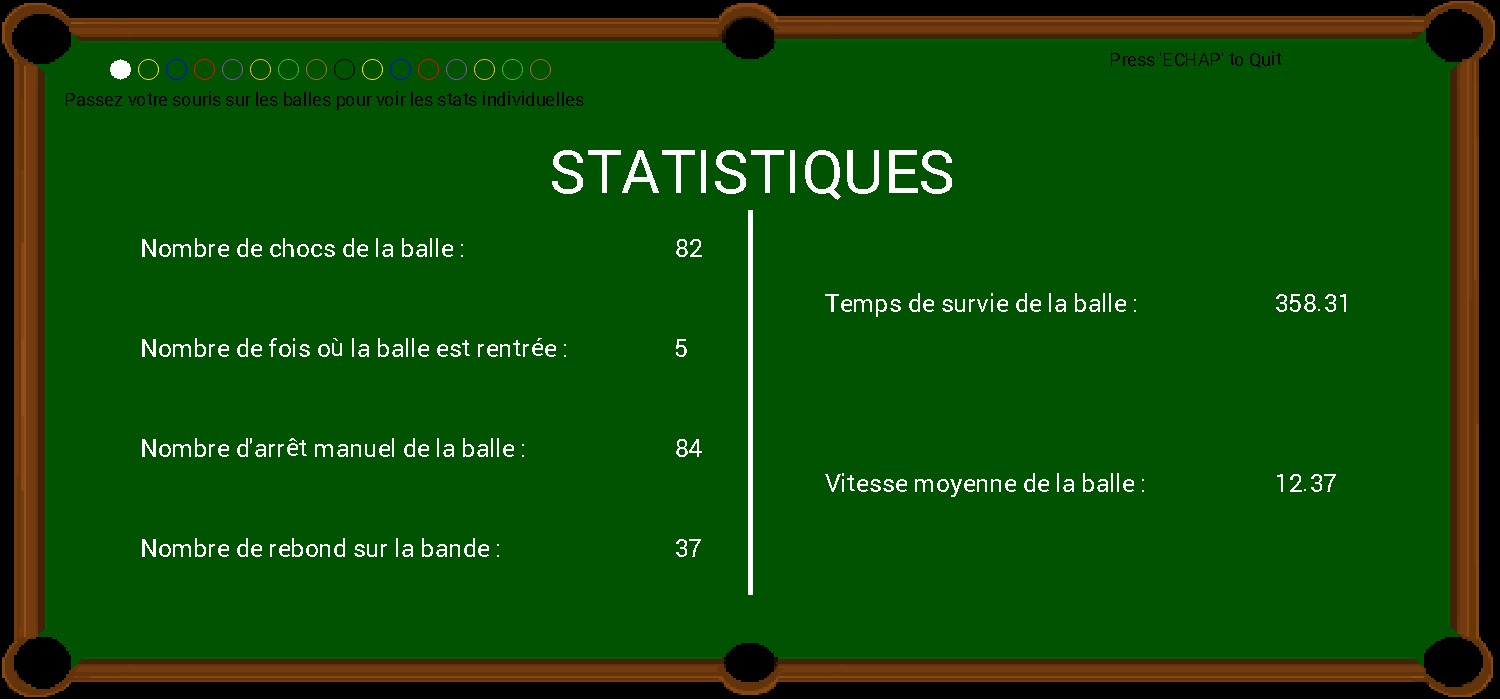 Press 'ECHAP' to Quit
Passez votre souris sur les balles pour voir les stats individuelles
STATISTIQUES
Nombre de chocs de la balle : 82
Nombre de fois où la balle est rentrée : 5
Nombre d'arrêt manuel de la balle : 84
Nombre de rebond sur la bande : 37
Temps de survie de la balle : 358.31
Vitesse moyenne de la balle : 12.37